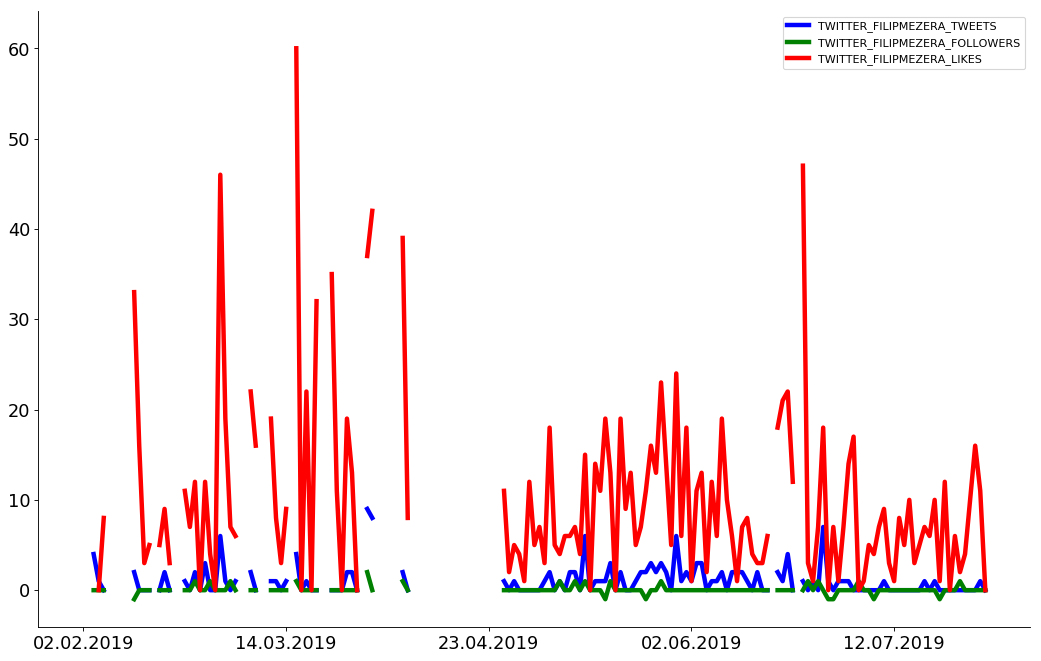 TWITTER_FILIPMEZERA_TWEETS
TWITTER_FILIPMEZERA_FOLLOWERS
TWITTER_FILIPMEZERA_LIKES
60
50
40
30
20
10
0
02.02.2019 14.03.2019 23.04.2019 02.06.2019 12.07.2019